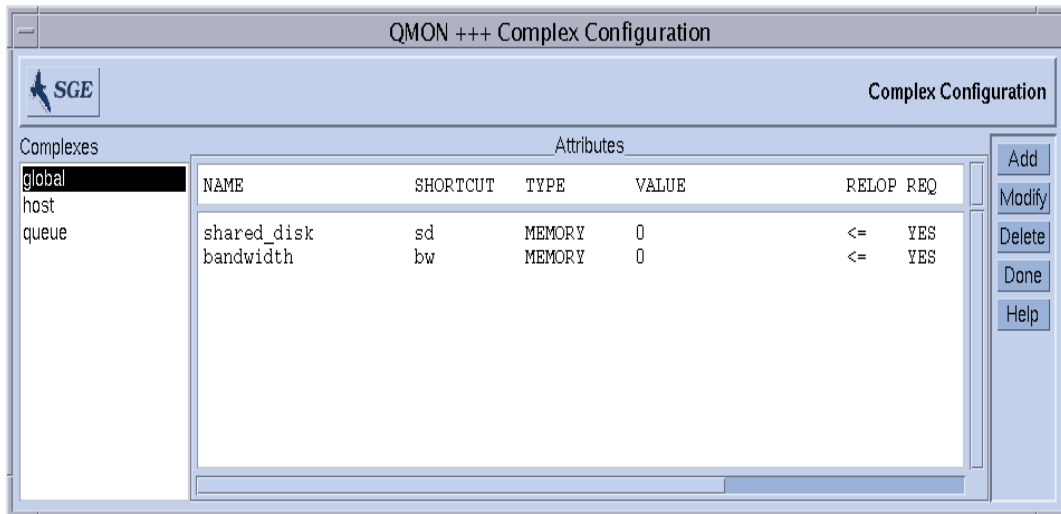 QMON +++ Complex Configuration
SGE
Complex Configuration
Complexes
global
host
queue
Attributes
NAME SHORTCUT TYPE VALUE RELOP REQ
shared_disk sd MEMORY 0 <= YES
bandwidth bw MEMORY 0 <= YES
Add
Modify
Delete
Done
Help